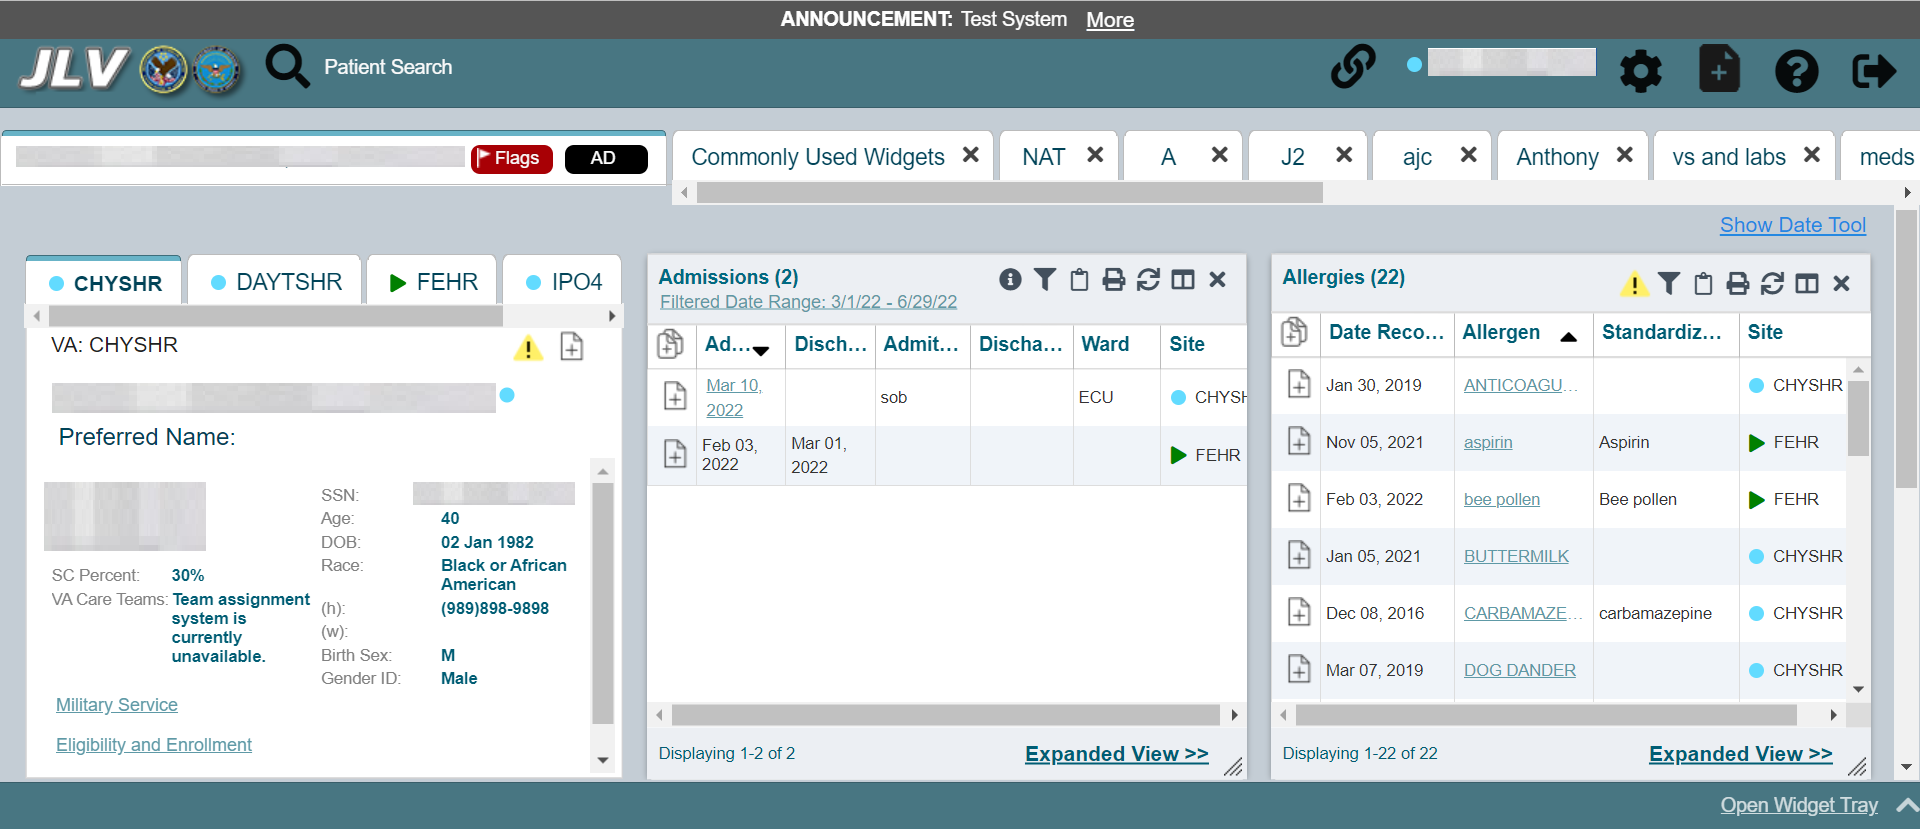 ANNOUNCEMENT: Test System More
JLV Patient Search
Flags AD
Commonly Used Widgets NAT A J2 ajc Anthony vs and labs meds
Show Date Tool
CHYSHR DAYTSHR FEHR IPO4
VA: CHYSHR
Preferred Name:
SSN:
Age: 40
DOB: 02 Jan 1982
Race: Black or African
American
SC Percent: 30%
VA Care Teams: Team assignment
system is
currently
unavailable.
(h): (989)898-9898
(w):
Birth Sex: M
Gender ID: Male
Military Service
Eligibility and Enrollment
Admissions (2)
Filtered Date Range: 3/1/22 - 6/29/22
Ad... Disch... Admit... Discha... Ward Site
Mar 10,
2022 sob ECU CHYSH
Feb 03,
2022 Mar 01,
2022 FEHR
Displaying 1-2 of 2 Expanded View >>
Allergies (22)
Date Reco... Allergen Standardiz... Site
Jan 30, 2019 ANTICOAGU... CHYSHR
Nov 05, 2021 aspirin Aspirin FEHR
Feb 03, 2022 bee pollen Bee pollen FEHR
Jan 05, 2021 BUTTERMILK CHYSHR
Dec 08, 2016 CARBAMAZE... carbamazepine CHYSHR
Mar 07, 2019 DOG DANDER CHYSHR
Displaying 1-22 of 22 Expanded View >>
Open Widget Tray